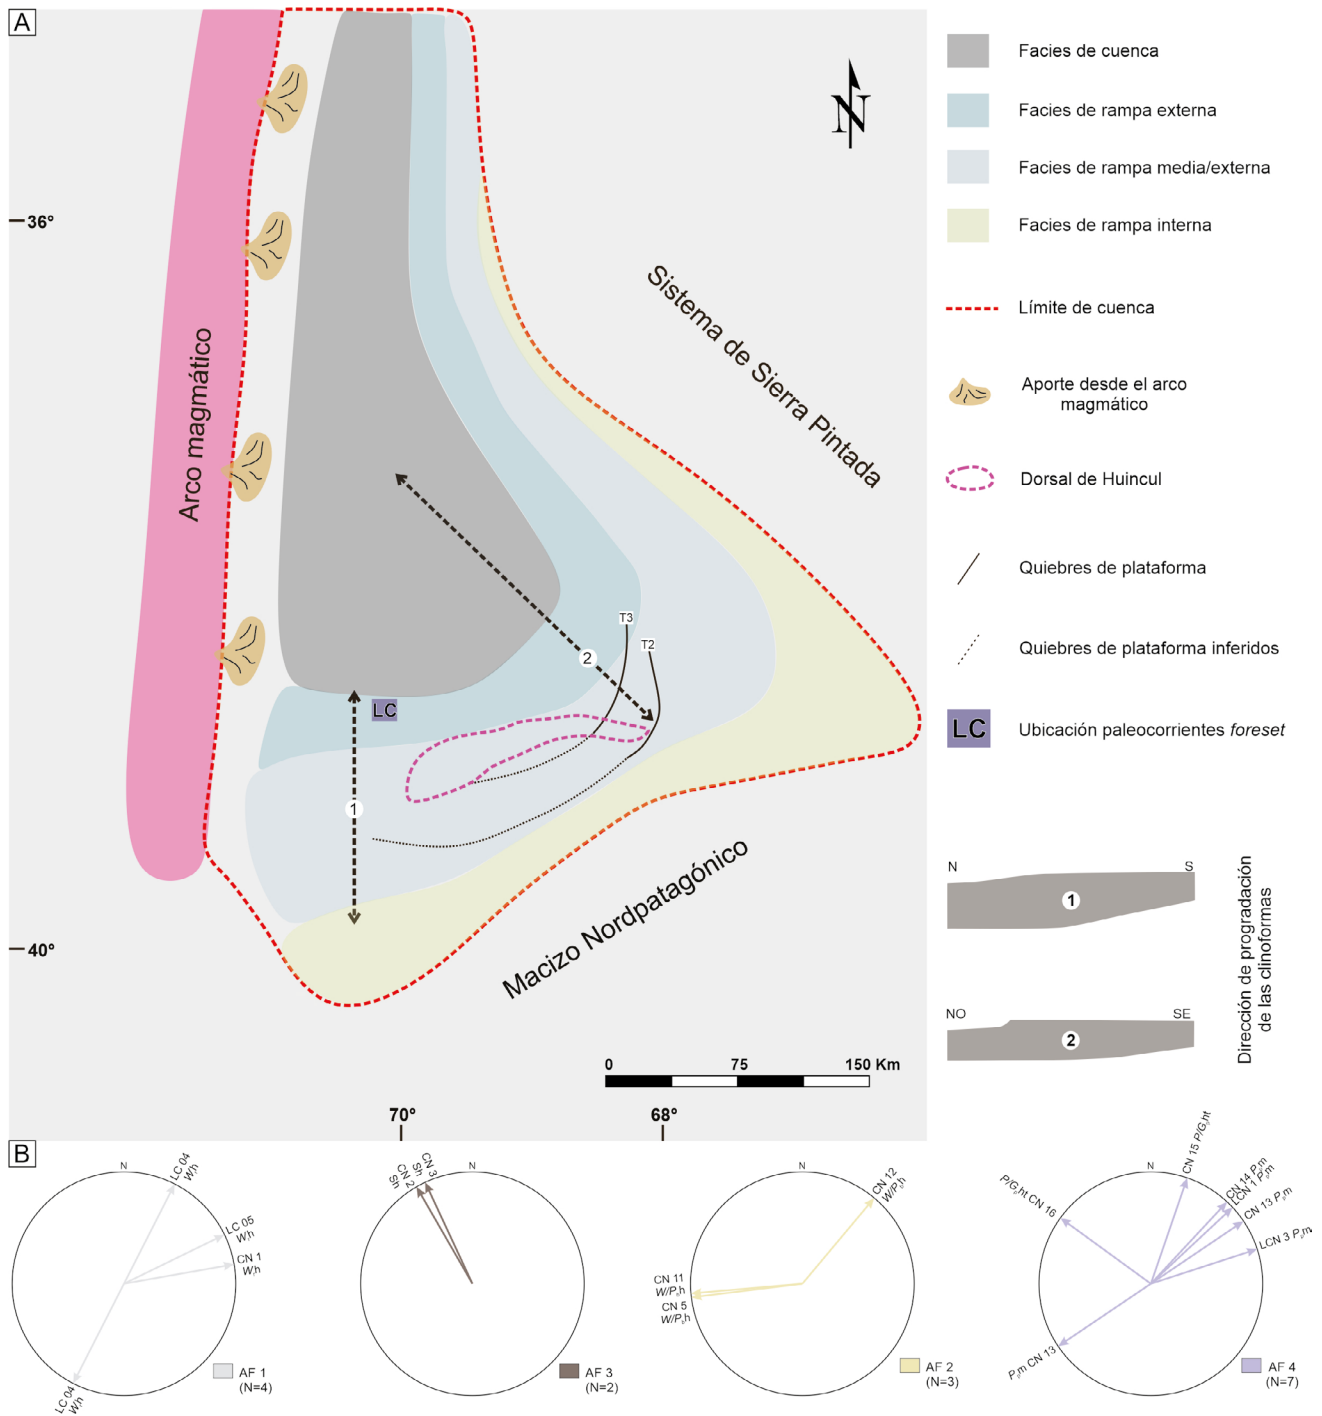 A
N
36°
40°
Arco magmático
Sistema de Sierra Pintada
Macizo Nordpatagónico
T3
T2
2
LC
1
0 75 150 Km
70° 68°
Facies de cuenca
Facies de rampa externa
Facies de rampa media/externa
Facies de rampa interna
Límite de cuenca
Aporte desde el arco
magmático
Dorsal de Huincul
Quiebres de plataforma
Quiebres de plataforma inferidos
LC Ubicación paleocorrientes foreset
N S
1
NO SE
2
Dirección de progradación
de las clinoformas
B
N
LC 04
LC 05
CN 1
LC 04
AF 1
(N=4)
N
CN 2
Sh
CN 3
Sh
AF 3
(N=2)
N
CN 12
CN 11
CN 5
AF 2
(N=3)
N
CN 15
CN 14
LCN 1
CN 13
LCN 3
CN 16
CN 13
AF 4
(N=7)